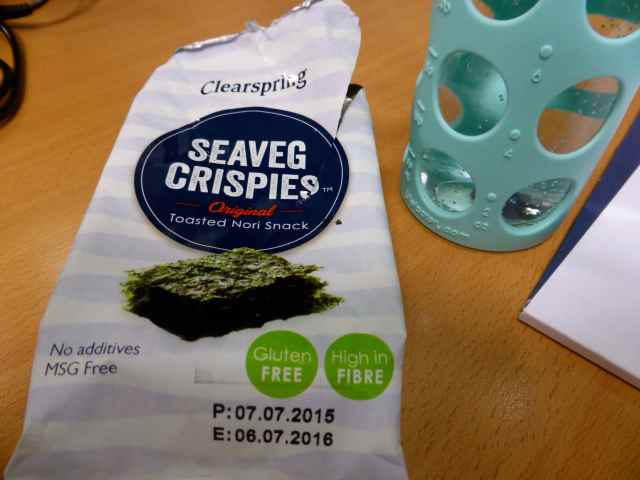 Clearspring
SEAVEG
CRISPIES™
Original
Toasted Nori Snack
No additives
MSG Free
Gluten
FREE
High in
FIBRE
P:07.07.2015
E:06.07.2016